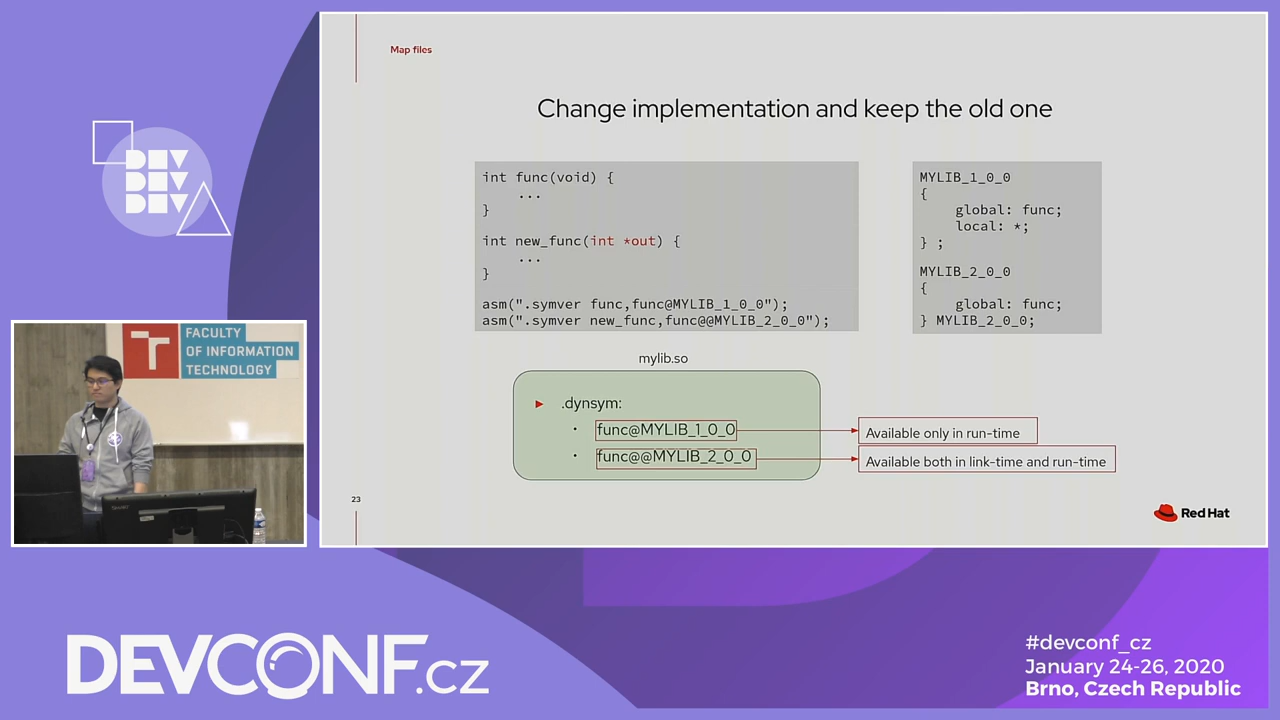 Map files
Change implementation and keep the old one
int func(void) {
...
}
int new_func(int *out) {
...
}
asm(".symver func,func@MYLIB_1_0_0");
asm(".symver new_func,func@@MYLIB_2_0_0");
MYLIB_1_0_0
{
global: func;
local: *;
} ;
MYLIB_2_0_0
{
global: func;
} MYLIB_2_0_0;
mylib.so
.dynsym:
func@MYLIB_1_0_0
func@@MYLIB_2_0_0
Available only in run-time
Available both in link-time and run-time
23
Red Hat
DEV
DEV
DEV
FACULTY
OF INFORMATION
TECHNOLOGY
DEVCONF.cz
#devconf_cz
January 24-26, 2020
Brno, Czech Republic